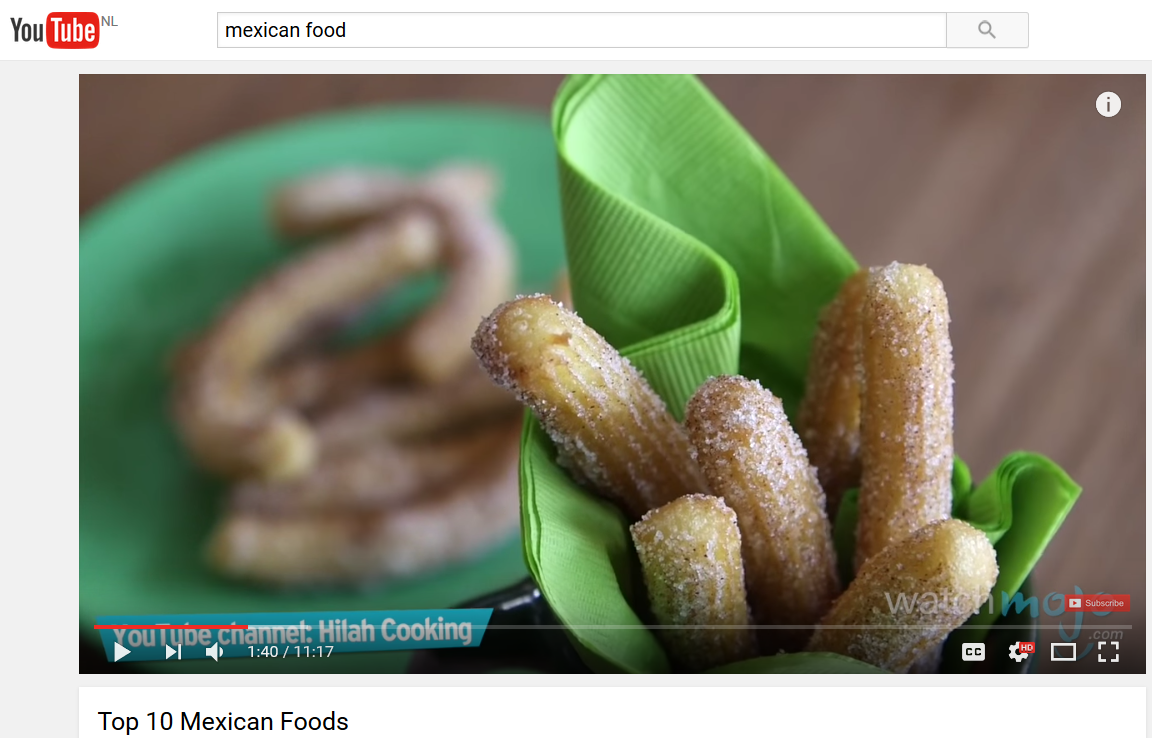 YouTube NL
mexican food
i
YouTube channel: Hilah Cooking
watchmojo
.com
Subscribe
1:40 / 11:17
CC
HD
Top 10 Mexican Foods